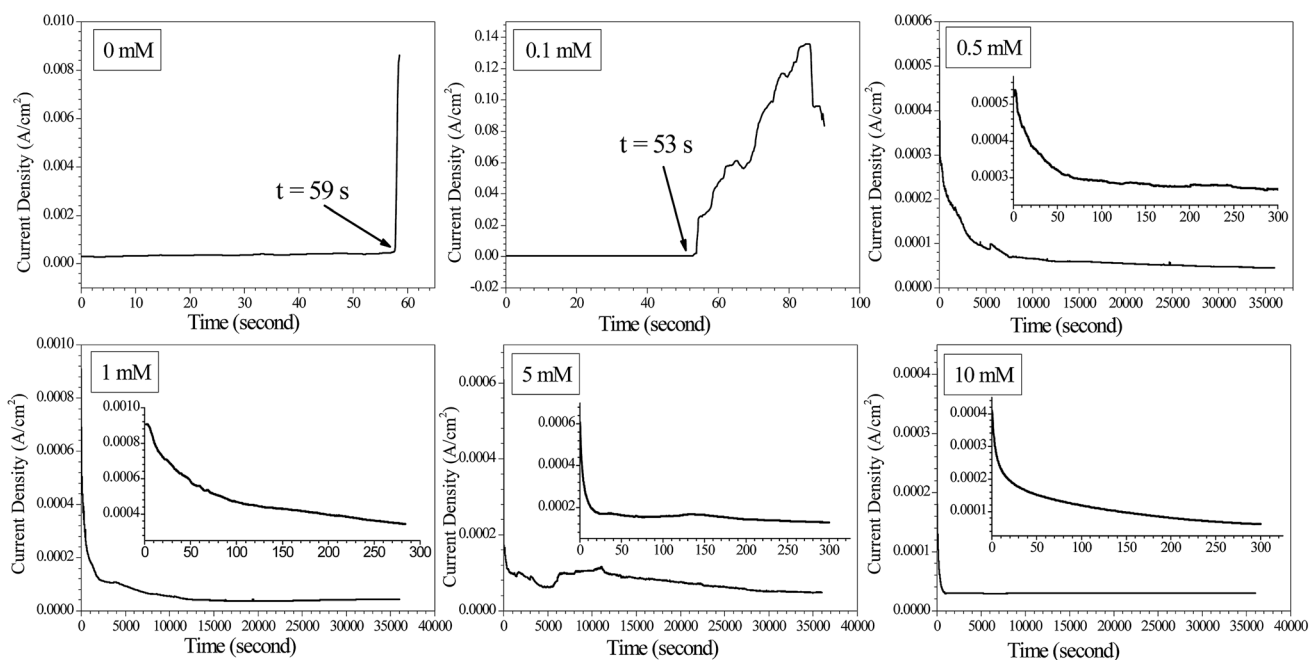 0 mM
Current Density (A/cm²)
0.010
0.008
0.006
0.004
0.002
0.000
t = 59 s
0 10 20 30 40 50 60
Time (second)
0.1 mM
Current Density (A/cm²)
0.14
0.12
0.10
0.08
0.06
0.04
0.02
0.00
-0.02
t = 53 s
0 20 40 60 80 100
Time (second)
0.5 mM
Current Density (A/cm²)
0.0006
0.0005
0.0004
0.0003
0.0002
0.0001
0.0000
0.0005
0.0004
0.0003
0 50 100 150 200 250 300
0 5000 10000 15000 20000 25000 30000 35000
Time (second)
1 mM
Current Density (A/cm²)
0.0010
0.0008
0.0006
0.0004
0.0002
0.0000
0.0010
0.0008
0.0006
0.0004
0 50 100 150 200 250 300
0 5000 10000 15000 20000 25000 30000 35000 40000
Time (second)
5 mM
Current Density (A/cm²)
0.0006
0.0004
0.0002
0.0000
0.0006
0.0004
0.0002
0 50 100 150 200 250 300
0 5000 10000 15000 20000 25000 30000 35000 40000
Time (second)
10 mM
Current Density (A/cm²)
0.0004
0.0003
0.0002
0.0001
0.0000
0.0004
0.0003
0.0002
0.0001
0 50 100 150 200 250 300
0 5000 10000 15000 20000 25000 30000 35000 40000
Time (second)